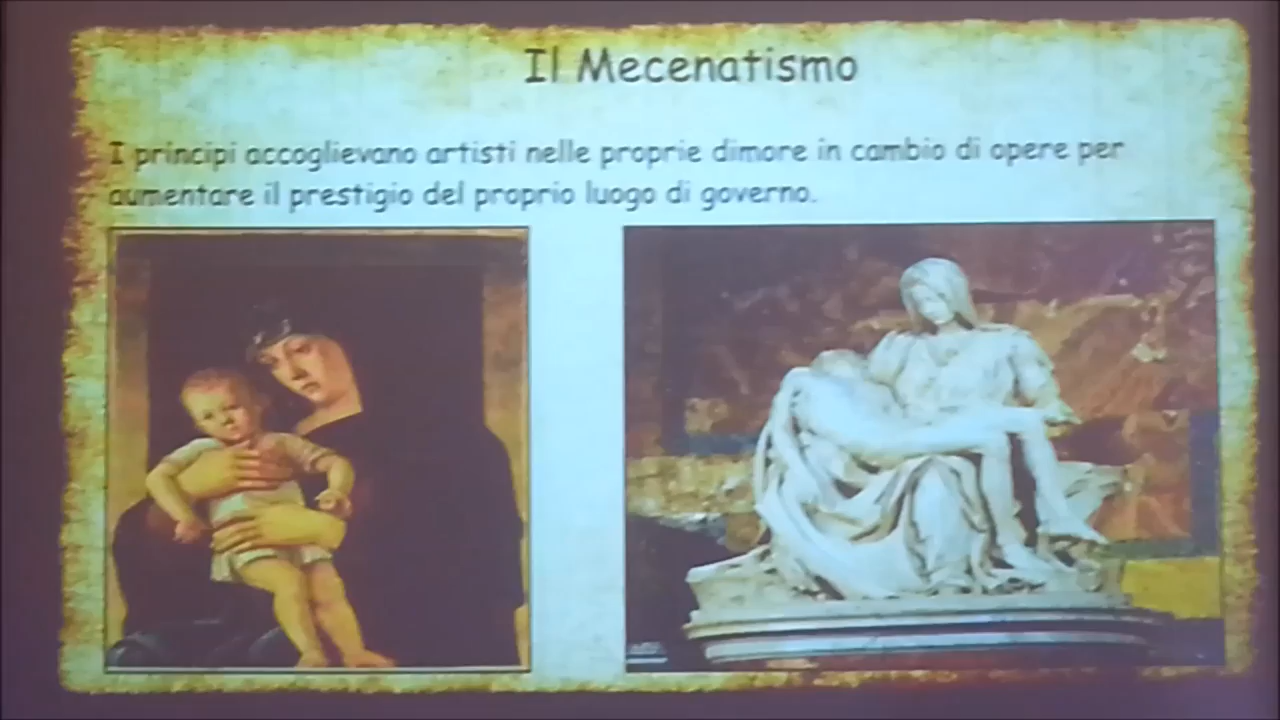 Il Mecenatismo
I principi accoglievano artisti nelle proprie dimore in cambio di opere per
aumentare il prestigio del proprio luogo di governo.